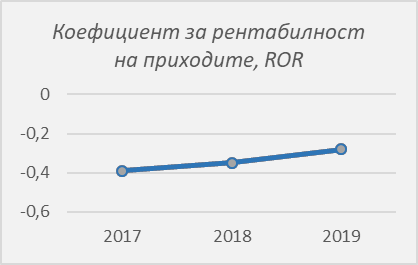 Коефициент за рентабилност
на приходите, ROR
0
-0,2
-0,4
-0,6
2017 2018 2019